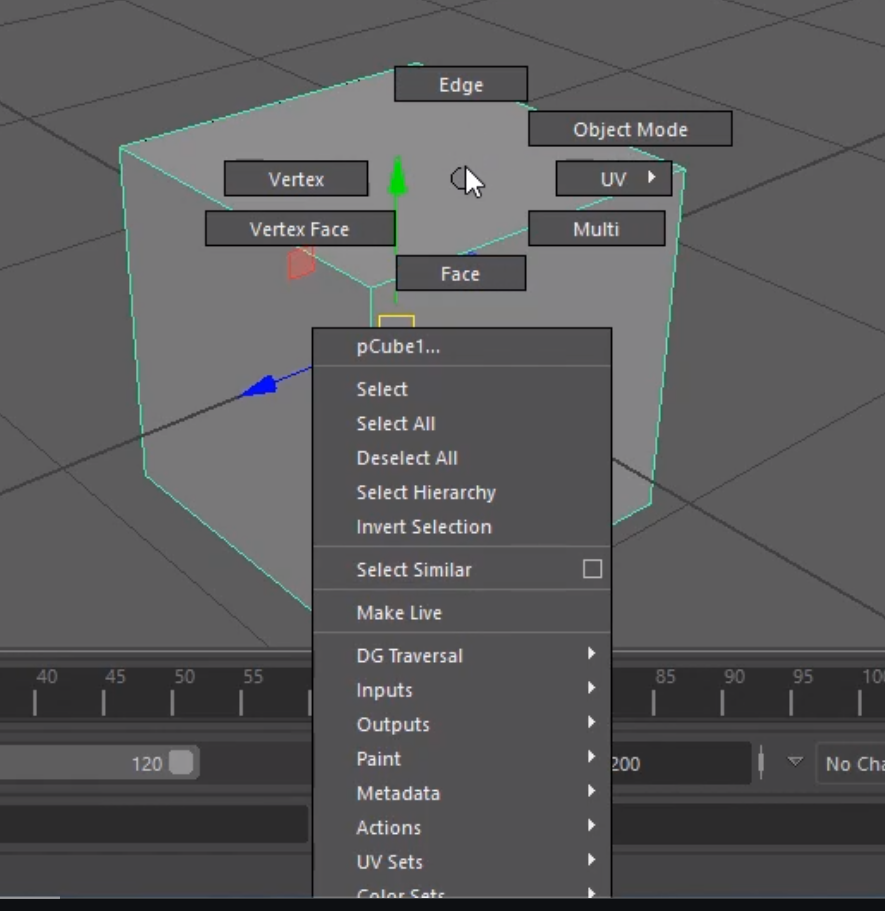 Edge
Object Mode
Vertex
UV
Vertex Face
Multi
Face
pCube1...
Select
Select All
Deselect All
Select Hierarchy
Invert Selection
Select Similar
Make Live
DG Traversal
40 45 50 55 85 90 95 100
Inputs
Outputs
Paint
120 200 No Cha
Metadata
Actions
UV Sets
Color Sets